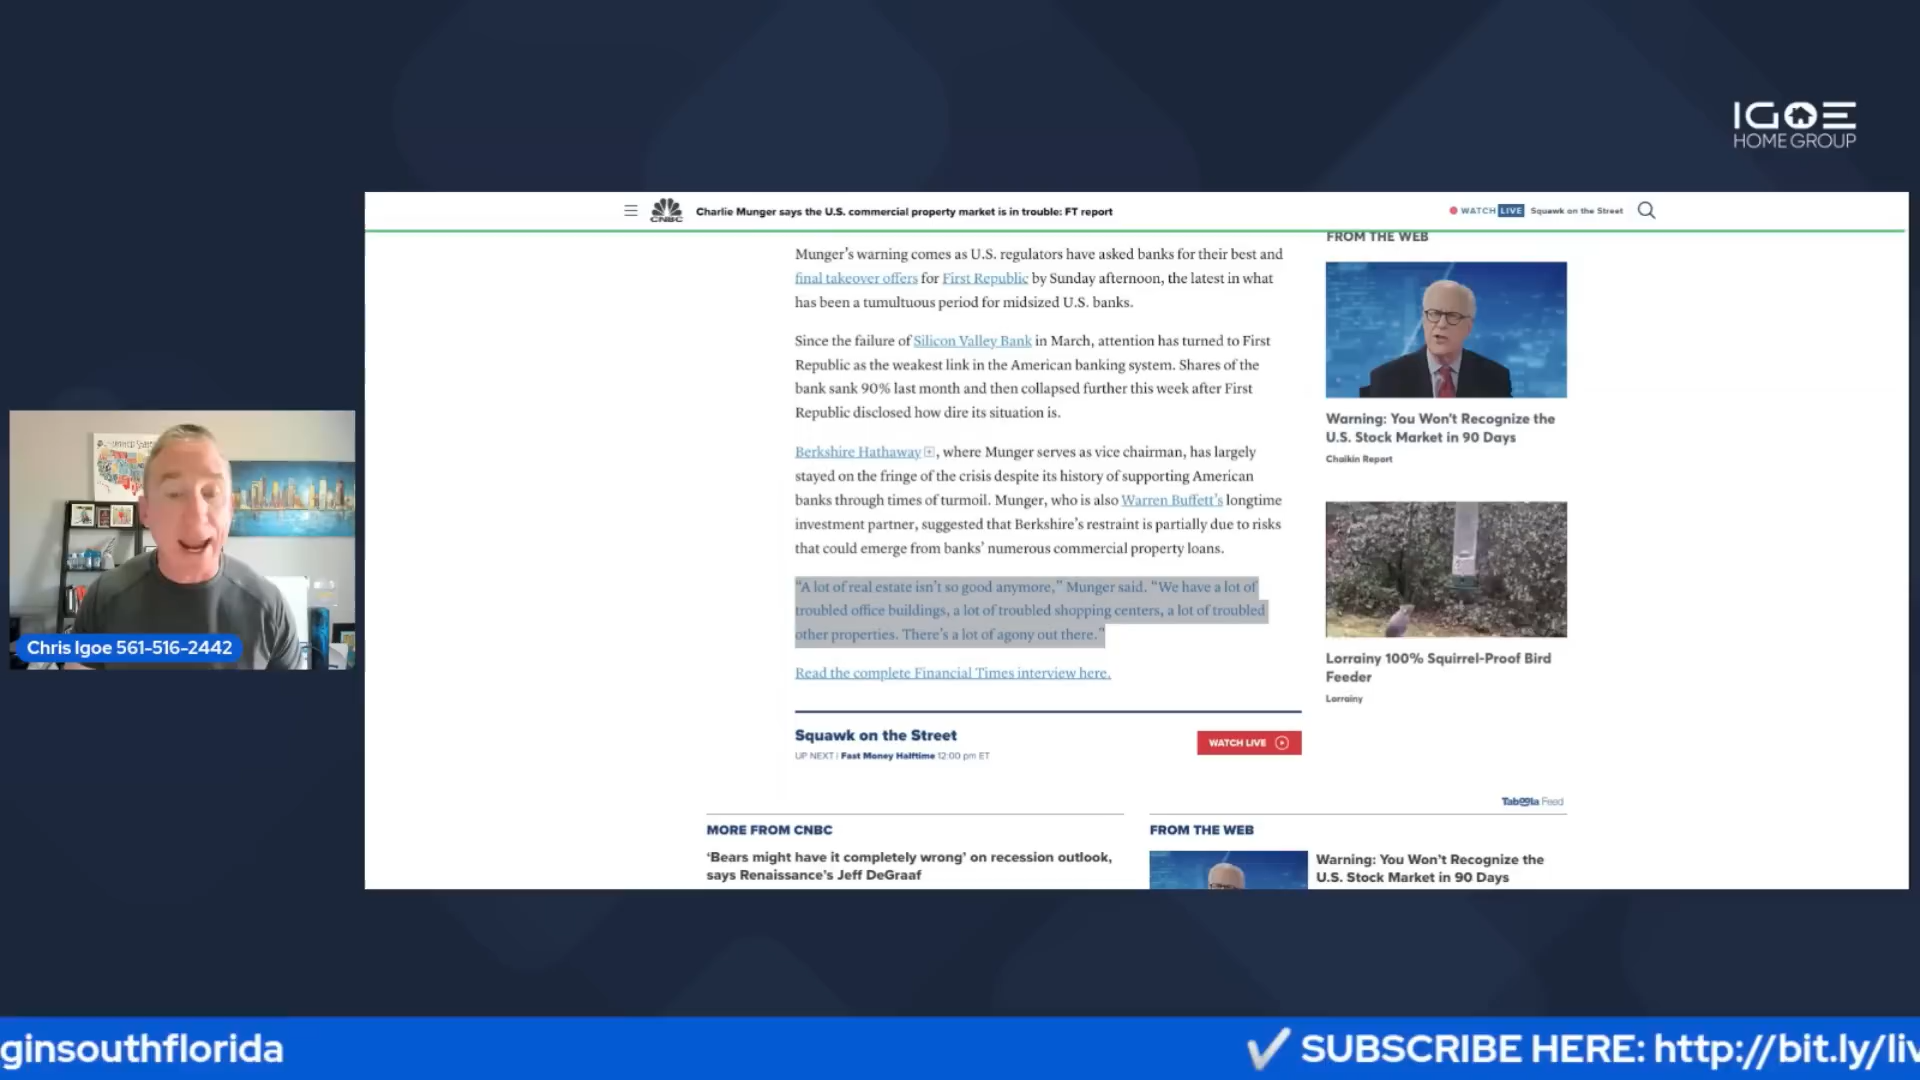 IGOE
HOME GROUP
CNBC
Charlie Munger says the U.S. commercial property market is in trouble: FT report
WATCH LIVE Squawk on the Street
Munger’s warning comes as U.S. regulators have asked banks for their best and
final takeover offers for First Republic by Sunday afternoon, the latest in what
has been a tumultuous period for midsized U.S. banks.
Since the failure of Silicon Valley Bank in March, attention has turned to First
Republic as the weakest link in the American banking system. Shares of the
bank sank 90% last month and then collapsed further this week after First
Republic disclosed how dire its situation is.
Berkshire Hathaway, where Munger serves as vice chairman, has largely
stayed on the fringe of the crisis despite its history of supporting American
banks through times of turmoil. Munger, who is also Warren Buffett’s longtime
investment partner, suggested that Berkshire’s restraint is partially due to risks
that could emerge from banks’ numerous commercial property loans.
“A lot of real estate isn’t so good anymore,” Munger said. “We have a lot of
troubled office buildings, a lot of troubled shopping centers, a lot of troubled
other properties. There’s a lot of agony out there.”
Read the complete Financial Times interview here.
Squawk on the Street
UP NEXT | Fast Money Halftime 12:00 pm ET
WATCH LIVE
FROM THE WEB
Warning: You Won’t Recognize the
U.S. Stock Market in 90 Days
Chaikin Report
Lorrainy 100% Squirrel-Proof Bird
Feeder
Lorrainy
Taboola Feed
MORE FROM CNBC
‘Bears might have it completely wrong’ on recession outlook,
says Renaissance’s Jeff DeGraaf
FROM THE WEB
Warning: You Won’t Recognize the
U.S. Stock Market in 90 Days
Chris Igoe 561-516-2442
ginsouthflorida
✔ SUBSCRIBE HERE: http://bit.ly/liv